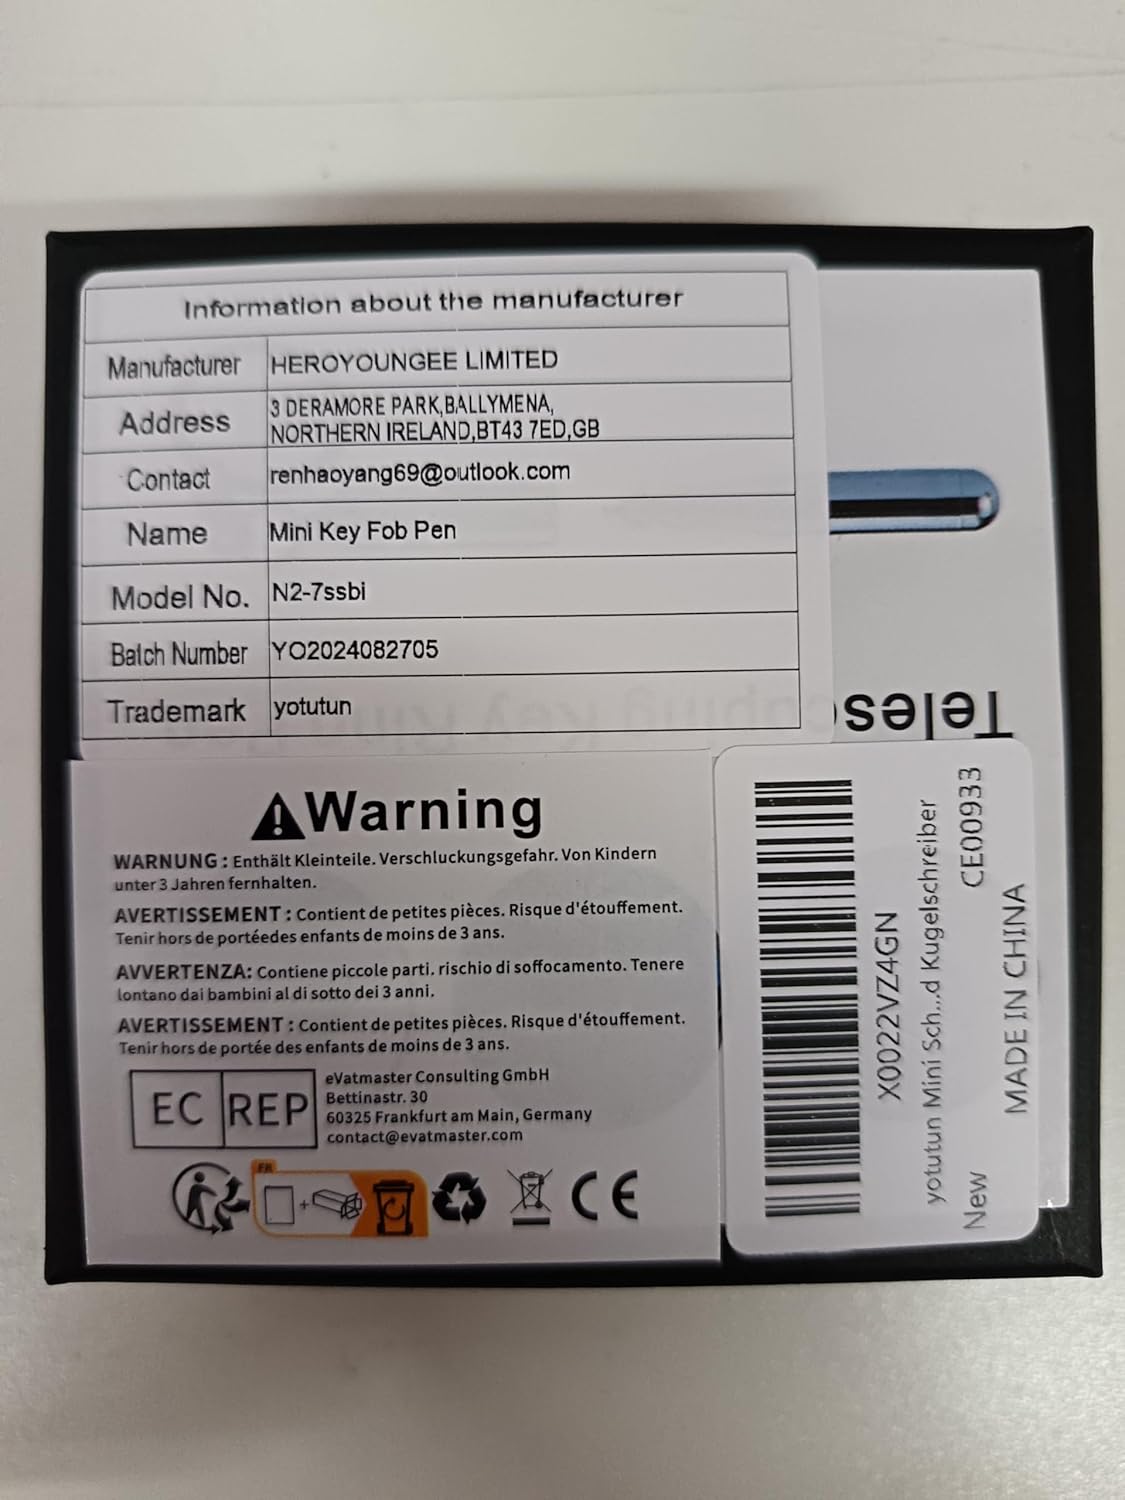 Information about the manufacturer
Manufacturer HEROYOUNGEE LIMITED
Address 3 DERAMORE PARK,BALLYMENA,
NORTHERN IRELAND,BT43 7ED,GB
Contact renhaoyang69@outlook.com
Name Mini Key Fob Pen
Model No. N2-7ssbi
Batch Number YO2024082705
Trademark yotutun
Teles
Warning
WARNUNG : Enthält Kleinteile. Verschluckungsgefahr. Von Kindern
unter 3 Jahren fernhalten.
AVERTISSEMENT : Contient de petites pièces. Risque d'étouffement.
Tenir hors de portéedes enfants de moins de 3 ans.
AVVERTENZA: Contiene piccole parti. rischio di soffocamento. Tenere
lontano dai bambini al di sotto dei 3 anni.
AVERTISSEMENT : Contient de petites pièces. Risque d'étouffement.
Tenir hors de portée des enfants de moins de 3 ans.
EC REP
eVatmaster Consulting GmbH
Bettinastr. 30
60325 Frankfurt am Main, Germany
contact@evatmaster.com
FR
CE
X0022VZ4GN
yotutun Mini Sch...d Kugelschreiber
New CE00933
MADE IN CHINA